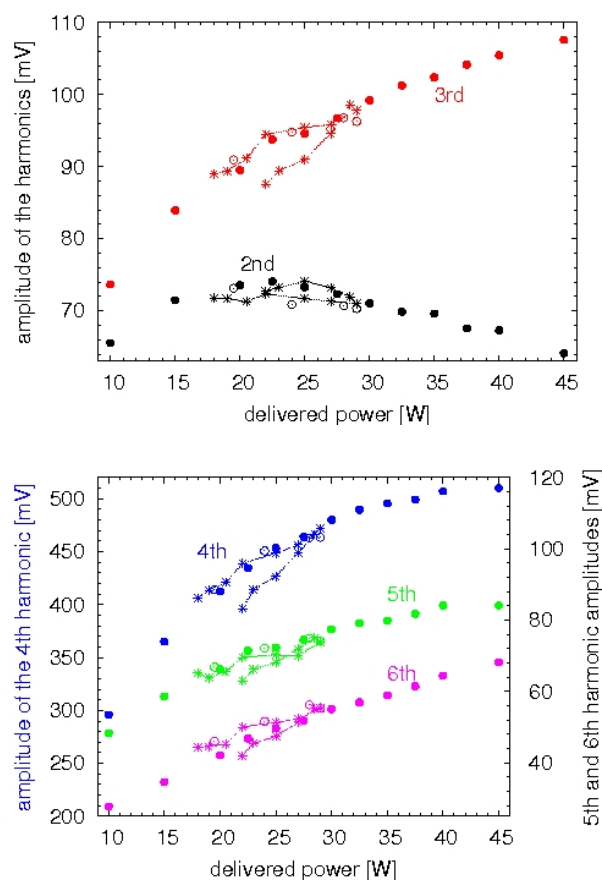 110
100
90
80
70
amplitude of the harmonics [mV]
3rd
2nd
10 15 20 25 30 35 40 45
delivered power [W]
500
450
400
350
300
250
200
amplitude of the 4th harmonic [mV]
4th
5th
6th
120
100
80
60
40
5th and 6th harmonic amplitudes [mV]
10 15 20 25 30 35 40 45
delivered power [W]